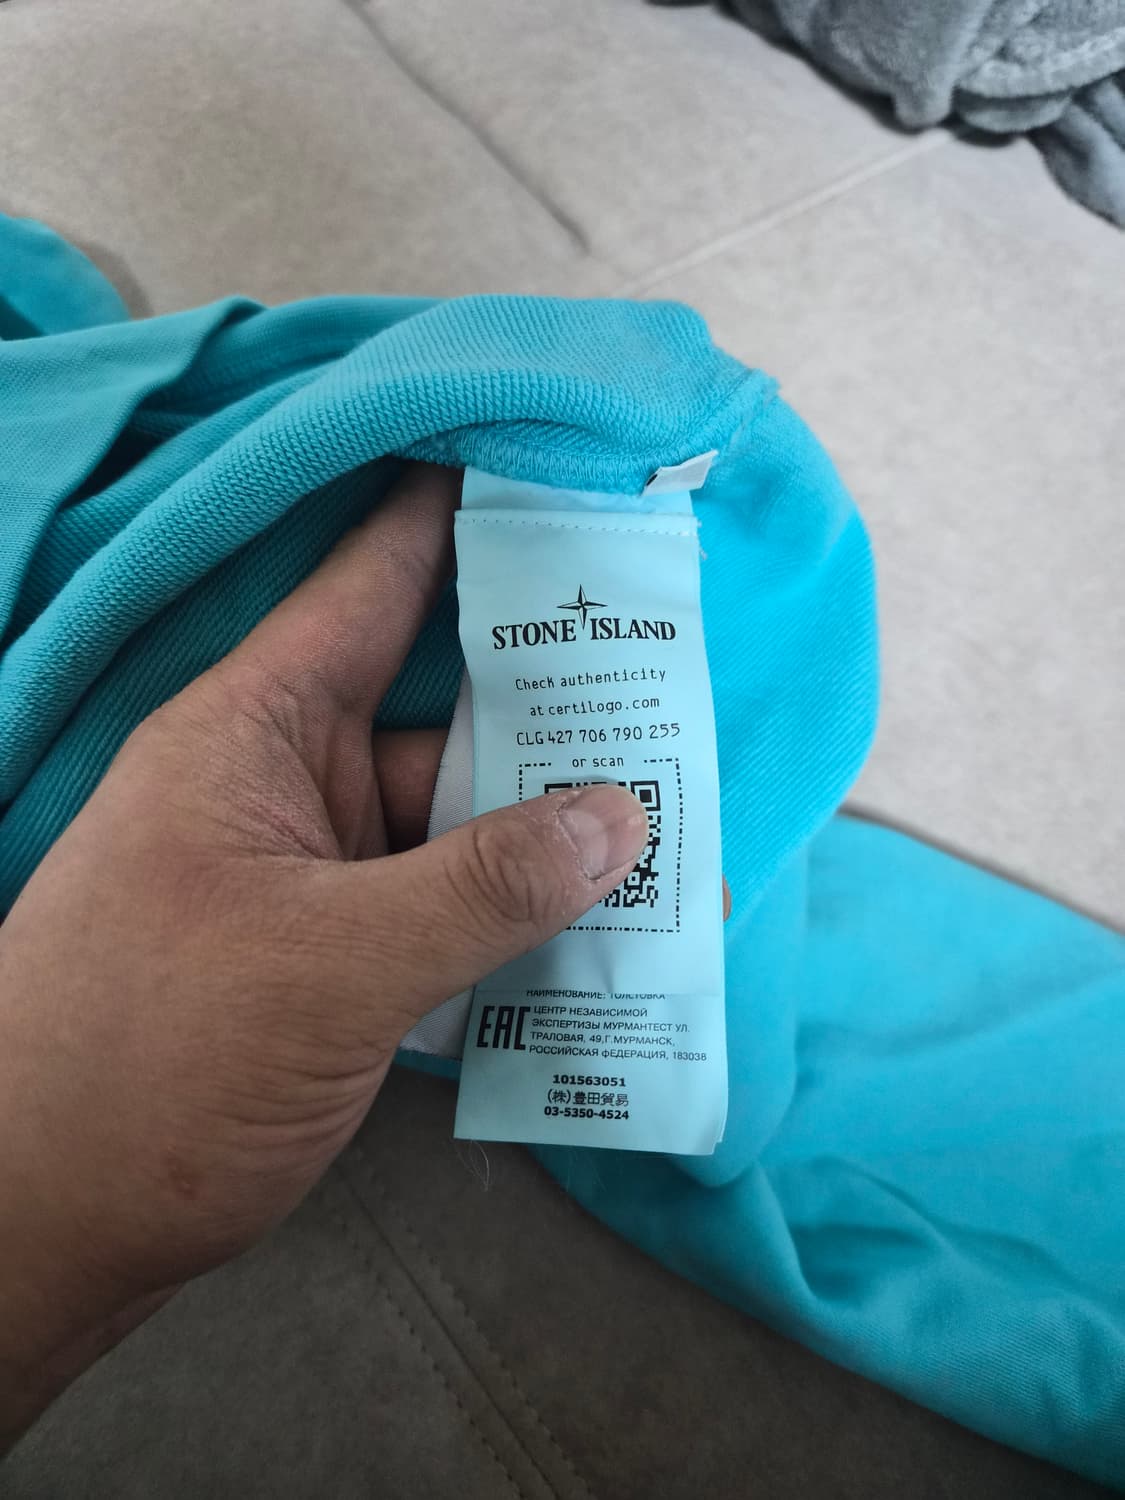 STONE ISLAND
Check authenticity
at certilogo.com
CLG 427 706 790 255
or scan
НАИМЕНОВАНИЕ: ТОЛСТОВКА
EAC
ЦЕНТР НЕЗАВИСИМОЙ
ЭКСПЕРТИЗЫ МУРМАНТЕСТ УЛ.
ТРАЛОВАЯ, 49,Г.МУРМАНСК,
РОССИЙСКАЯ ФЕДЕРАЦИЯ, 183038
101563051
(株)豊田貿易
03-5350-4524